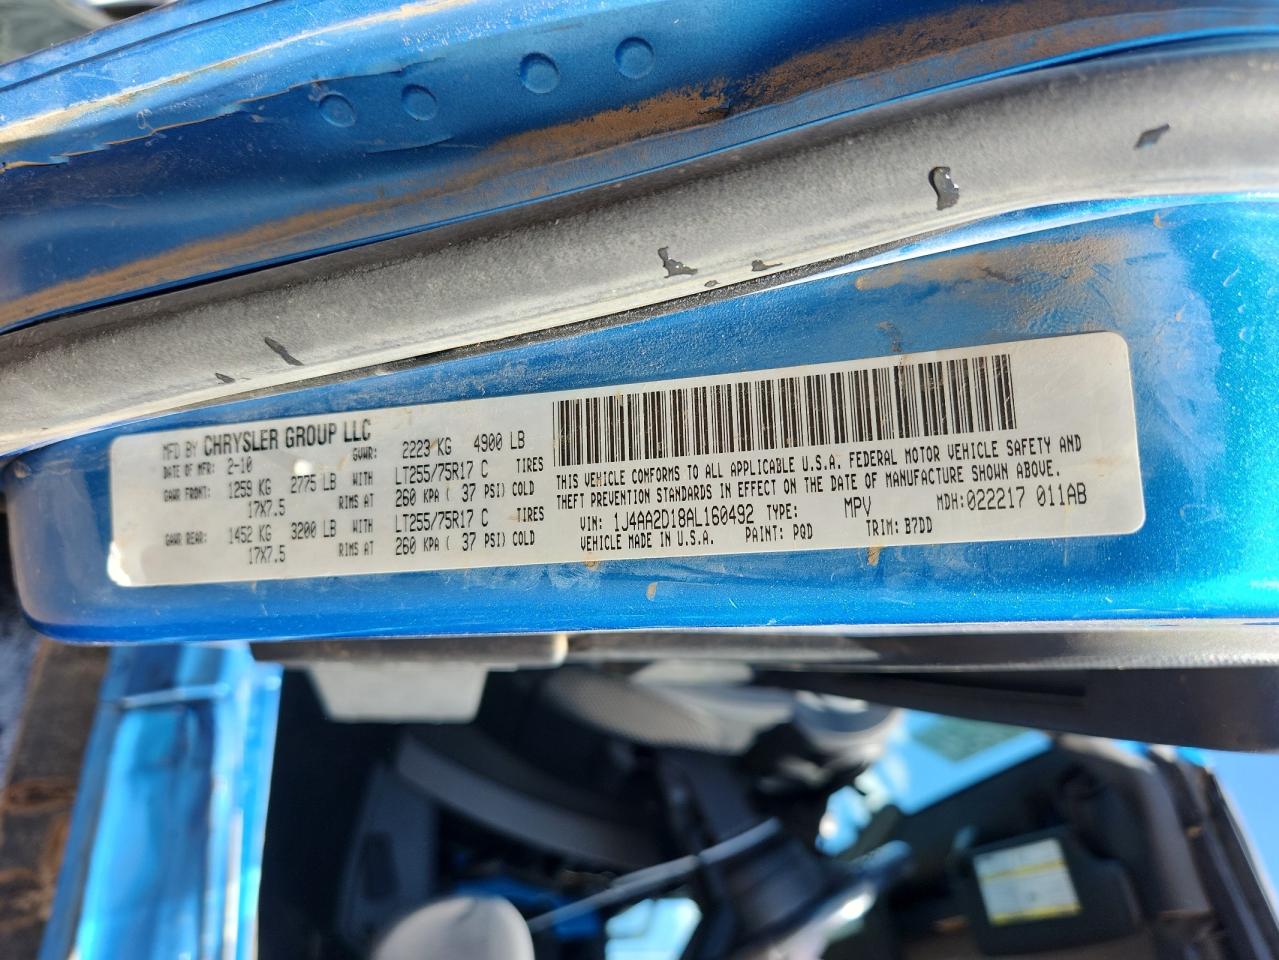 MFD BY CHRYSLER GROUP LLC
DATE OF MFR: 2-10 GVWR: 2223 KG 4900 LB
GAWR FRONT: 1259 KG 2775 LB WITH LT255/75R17 C TIRES
17X7.5 RIMS AT 260 KPA ( 37 PSI) COLD
GAWR REAR: 1452 KG 3200 LB WITH LT255/75R17 C TIRES
17X7.5 RIMS AT 260 KPA ( 37 PSI) COLD
THIS VEHICLE CONFORMS TO ALL APPLICABLE U.S.A. FEDERAL MOTOR VEHICLE SAFETY AND
THEFT PREVENTION STANDARDS IN EFFECT ON THE DATE OF MANUFACTURE SHOWN ABOVE.
VIN: 1J4AA2D18AL160492 TYPE: MPV MDH:022217 011AB
VEHICLE MADE IN U.S.A. PAINT: PQD TRIM: B7DD